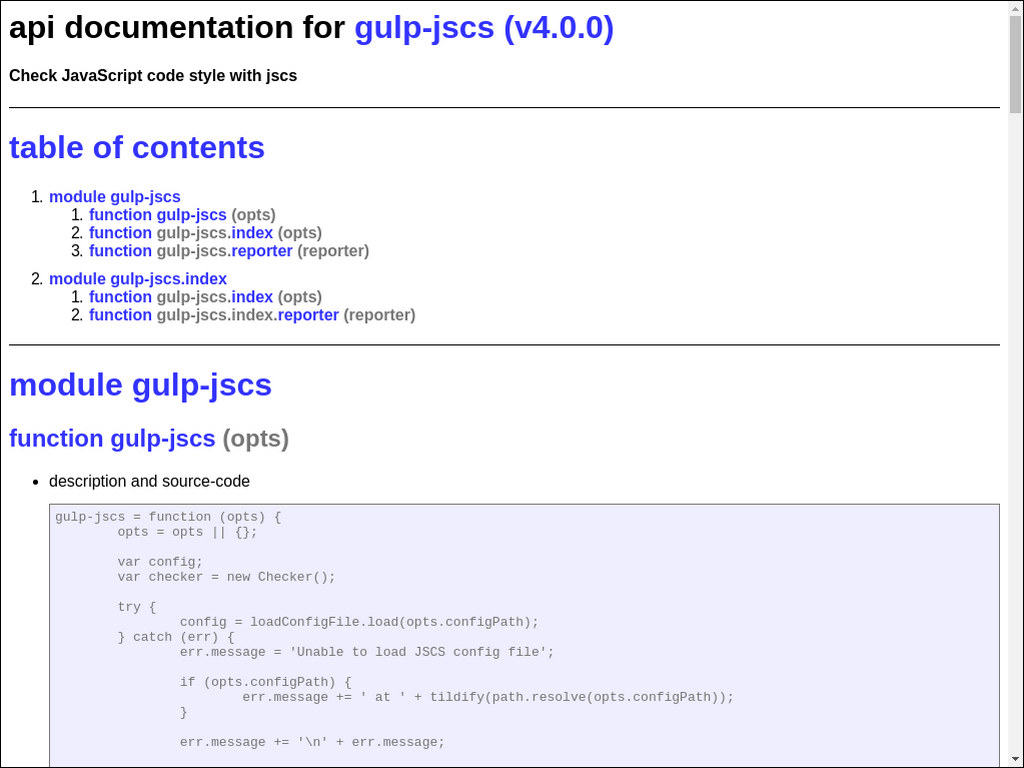 api documentation for gulp-jscs (v4.0.0)
Check JavaScript code style with jscs
table of contents
1. module gulp-jscs
1. function gulp-jscs (opts)
2. function gulp-jscs.index (opts)
3. function gulp-jscs.reporter (reporter)
2. module gulp-jscs.index
1. function gulp-jscs.index (opts)
2. function gulp-jscs.index.reporter (reporter)
module gulp-jscs
function gulp-jscs (opts)
• description and source-code
gulp-jscs = function (opts) {
        opts = opts || {};
        var config;
        var checker = new Checker();
        try {
                config = loadConfigFile.load(opts.configPath);
        } catch (err) {
                err.message = 'Unable to load JSCS config file';
                if (opts.configPath) {
                        err.message += ' at ' + tildify(path.resolve(opts.configPath));
                }
                err.message += '\n' + err.message;